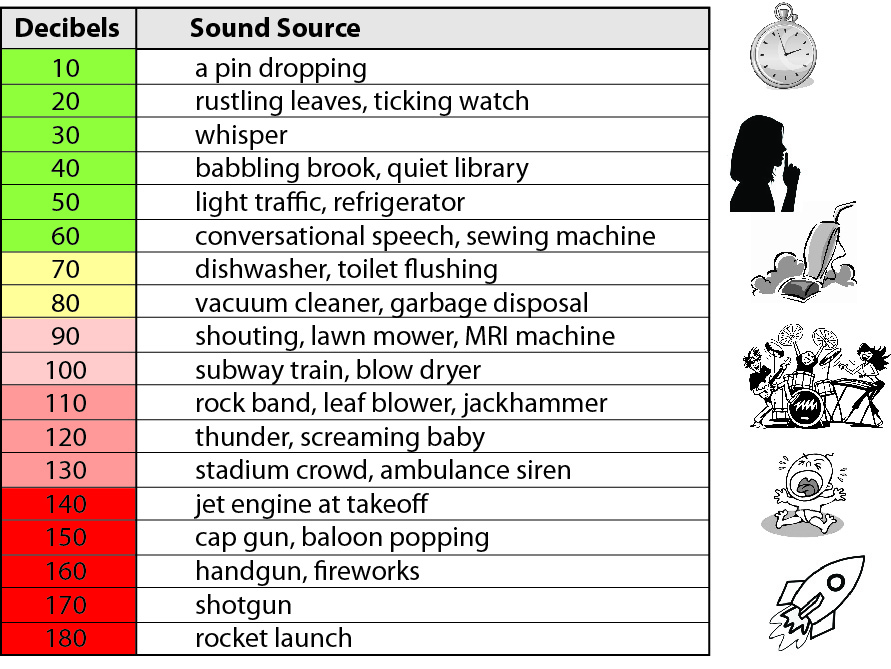 Decibels Sound Source
10 a pin dropping
20 rustling leaves, ticking watch
30 whisper
40 babbling brook, quiet library
50 light traffic, refrigerator
60 conversational speech, sewing machine
70 dishwasher, toilet flushing
80 vacuum cleaner, garbage disposal
90 shouting, lawn mower, MRI machine
100 subway train, blow dryer
110 rock band, leaf blower, jackhammer
120 thunder, screaming baby
130 stadium crowd, ambulance siren
140 jet engine at takeoff
150 cap gun, baloon popping
160 handgun, fireworks
170 shotgun
180 rocket launch